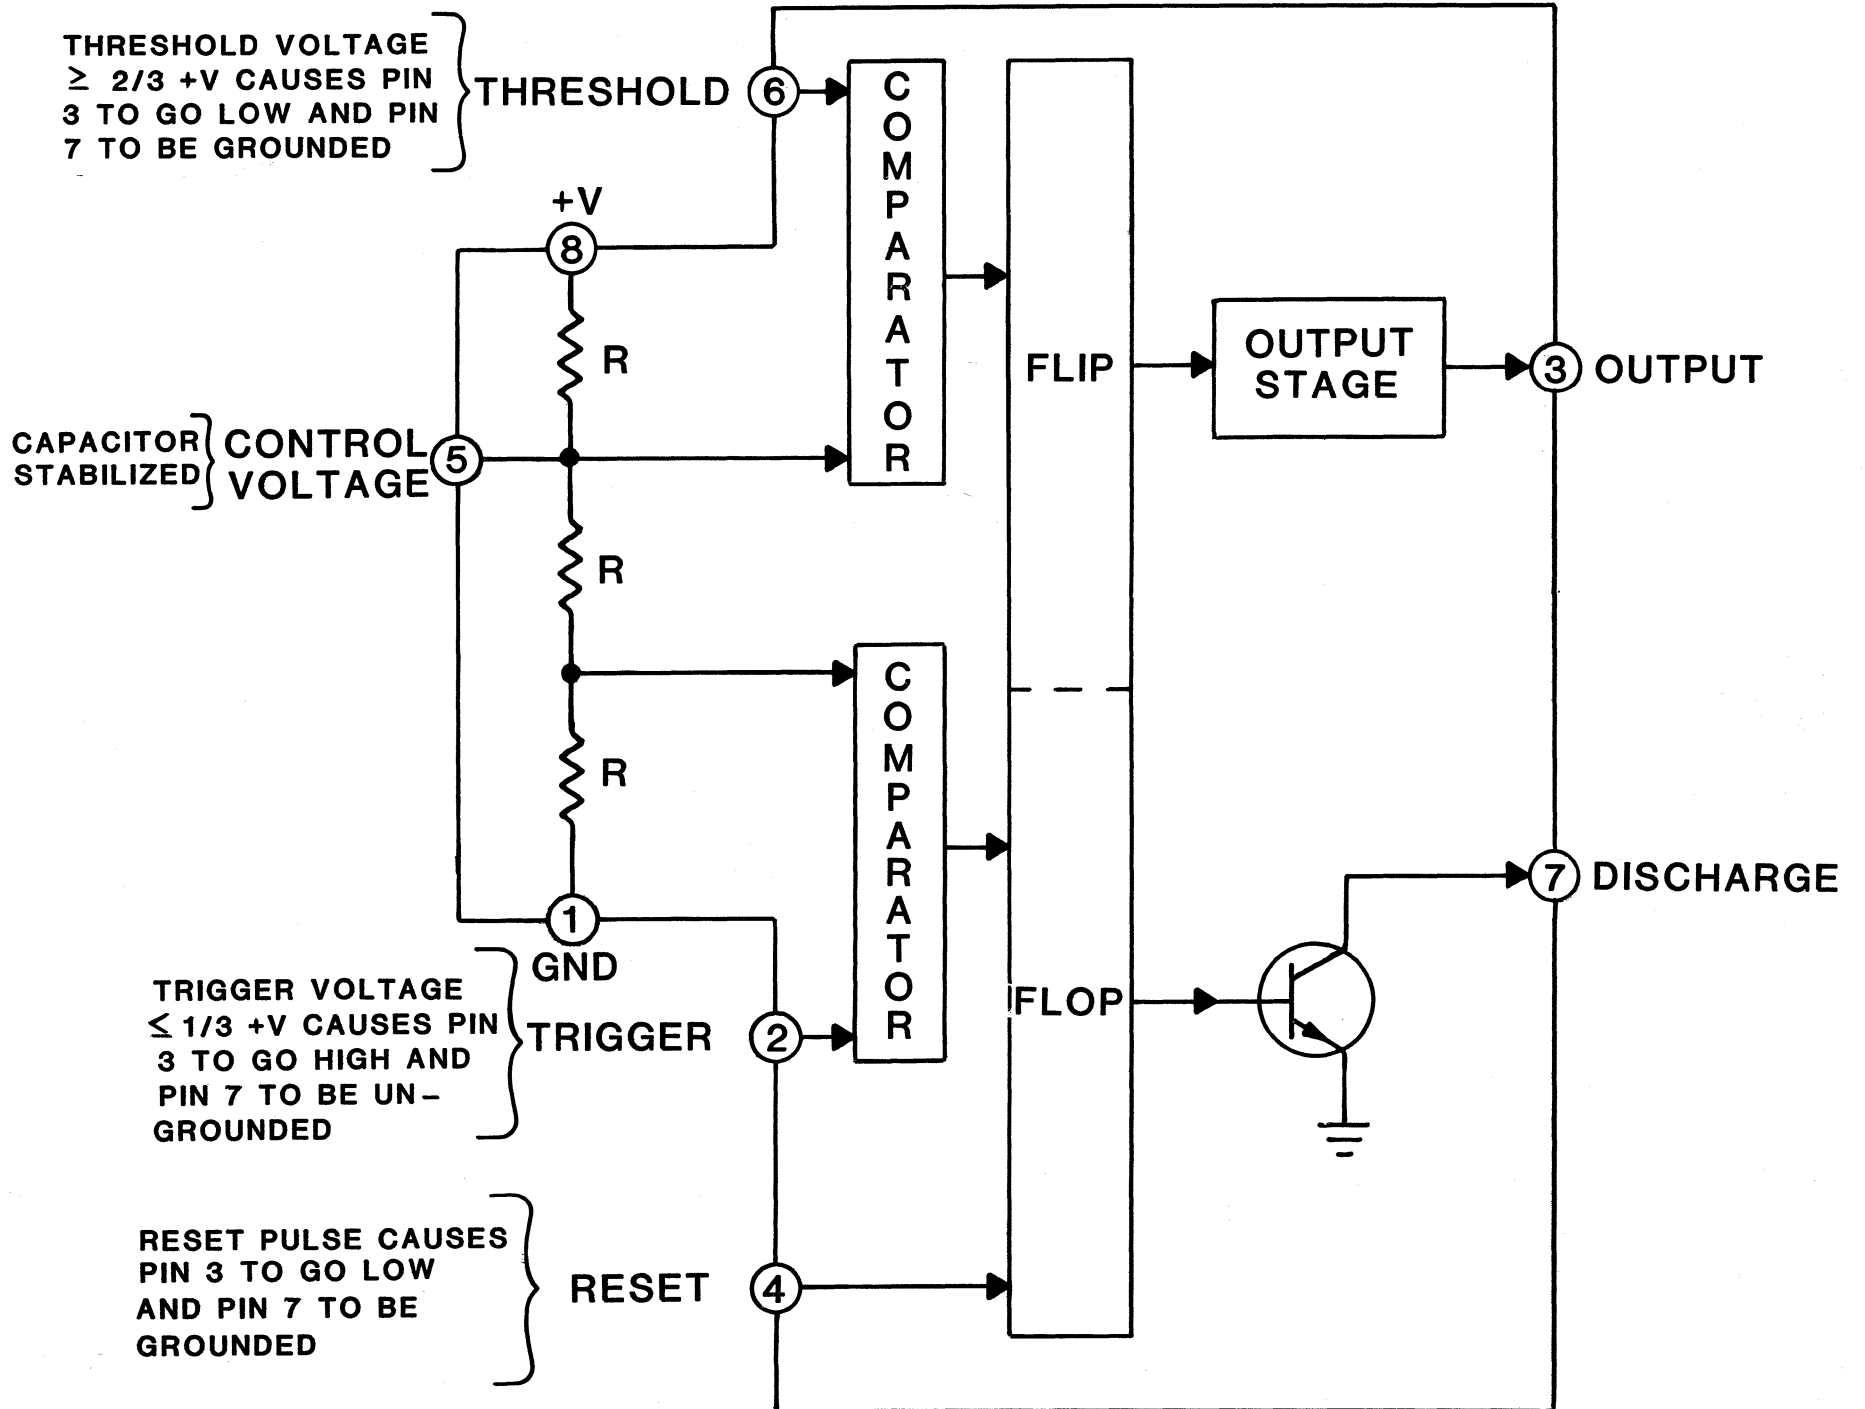 THRESHOLD VOLTAGE
≥ 2/3 +V CAUSES PIN
3 TO GO LOW AND PIN
7 TO BE GROUNDED
THRESHOLD
6
COMPARATOR
+V
8
R
CAPACITOR
STABILIZED
CONTROL
VOLTAGE
5
R
R
1
GND
FLIP
OUTPUT
STAGE
3
OUTPUT
COMPARATOR
TRIGGER VOLTAGE
≤ 1/3 +V CAUSES PIN
3 TO GO HIGH AND
PIN 7 TO BE UN-
GROUNDED
TRIGGER
2
FLOP
7
DISCHARGE
RESET PULSE CAUSES
PIN 3 TO GO LOW
AND PIN 7 TO BE
GROUNDED
RESET
4